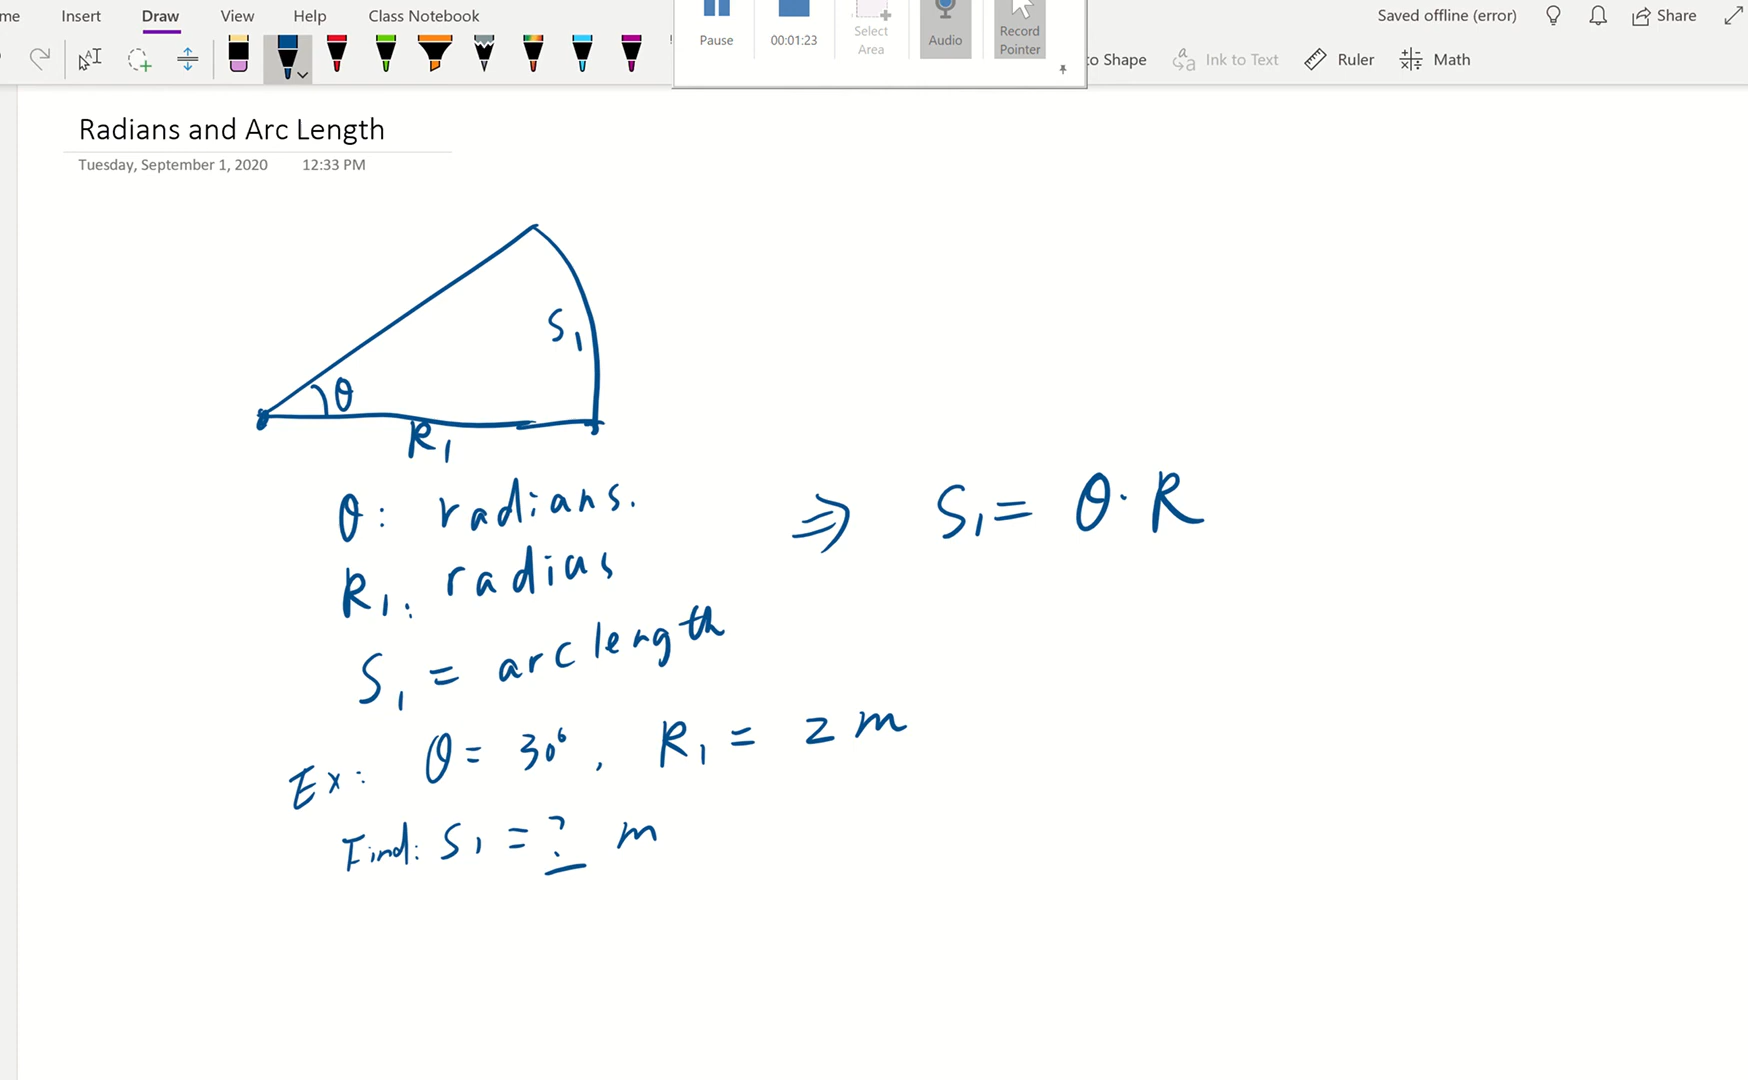 me Insert Draw View Help Class Notebook
Pause 00:01:23 Select Area Audio Record Pointer
Saved offline (error) Share
to Shape Ink to Text Ruler Math
Radians and Arc Length
Tuesday, September 1, 2020 12:33 PM
S₁
θ
R₁
θ: radians.
⇒ S₁ = θ · R
R₁: radius
S₁ = arc length
Ex: θ = 30°, R₁ = 2 m
Find: S₁ = ? m